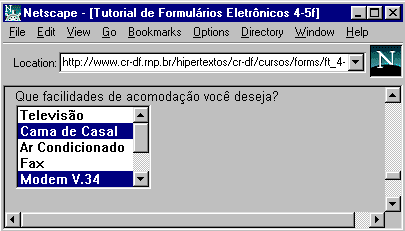 Netscape - [Tutorial de Formulários Eletrônicos 4-5f]
File Edit View Go Bookmarks Options Directory Window Help
Location: http://www.cr-df.rnp.br/hipertextos/cr-df/cursos/forms/ft_4-
N
Que facilidades de acomodação você deseja?
Televisão
Cama de Casal
Ar Condicionado
Fax
Modem V.34